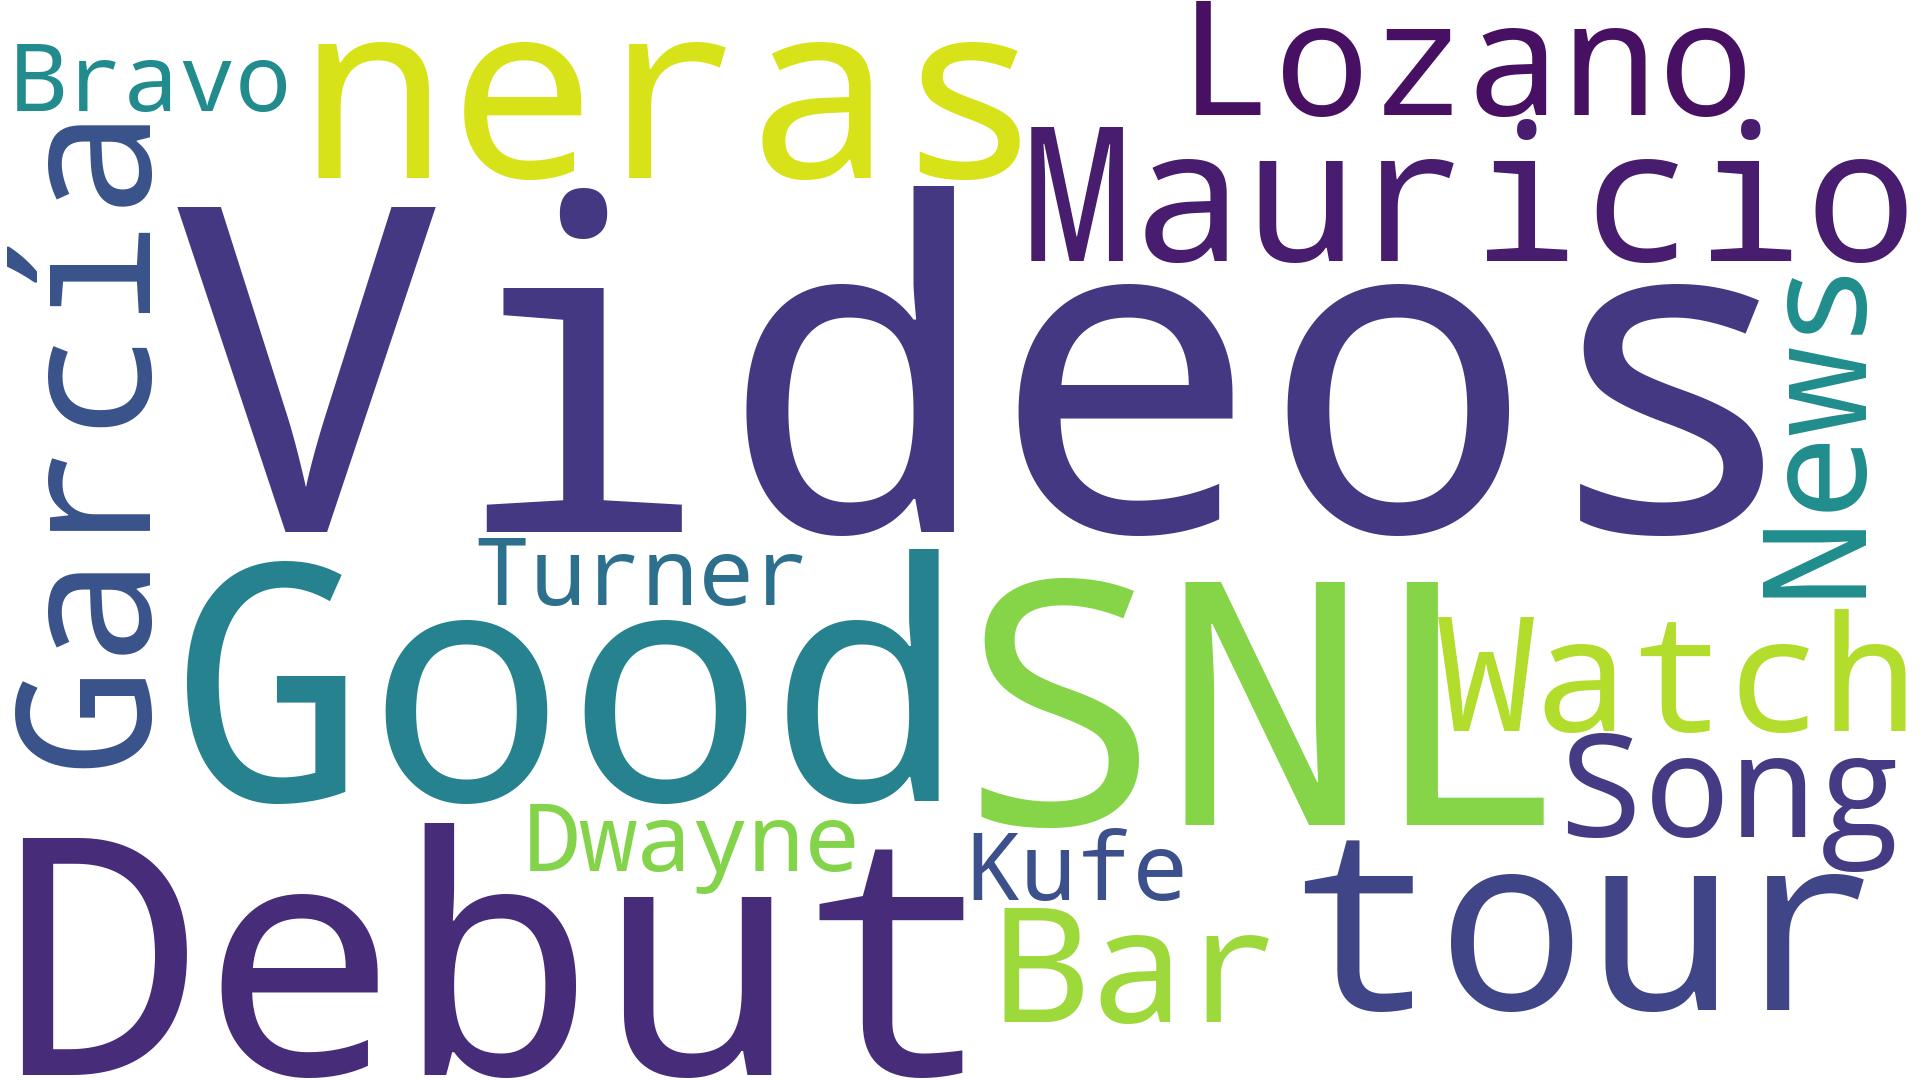 Bravo
neras
Lozano
Mauricio
García
Videos
News
Turner
Good
SNL
Watch
Song
Dwayne
Kufe
Debut
Bar
tour